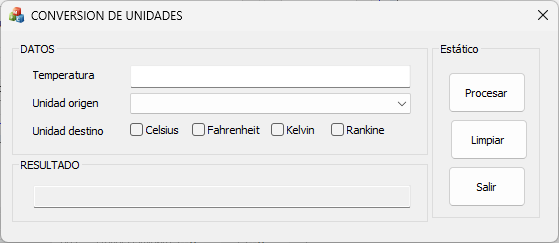 CONVERSION DE UNIDADES
DATOS
Temperatura
Unidad origen
Unidad destino Celsius Fahrenheit Kelvin Rankine
RESULTADO
Estático
Procesar
Limpiar
Salir